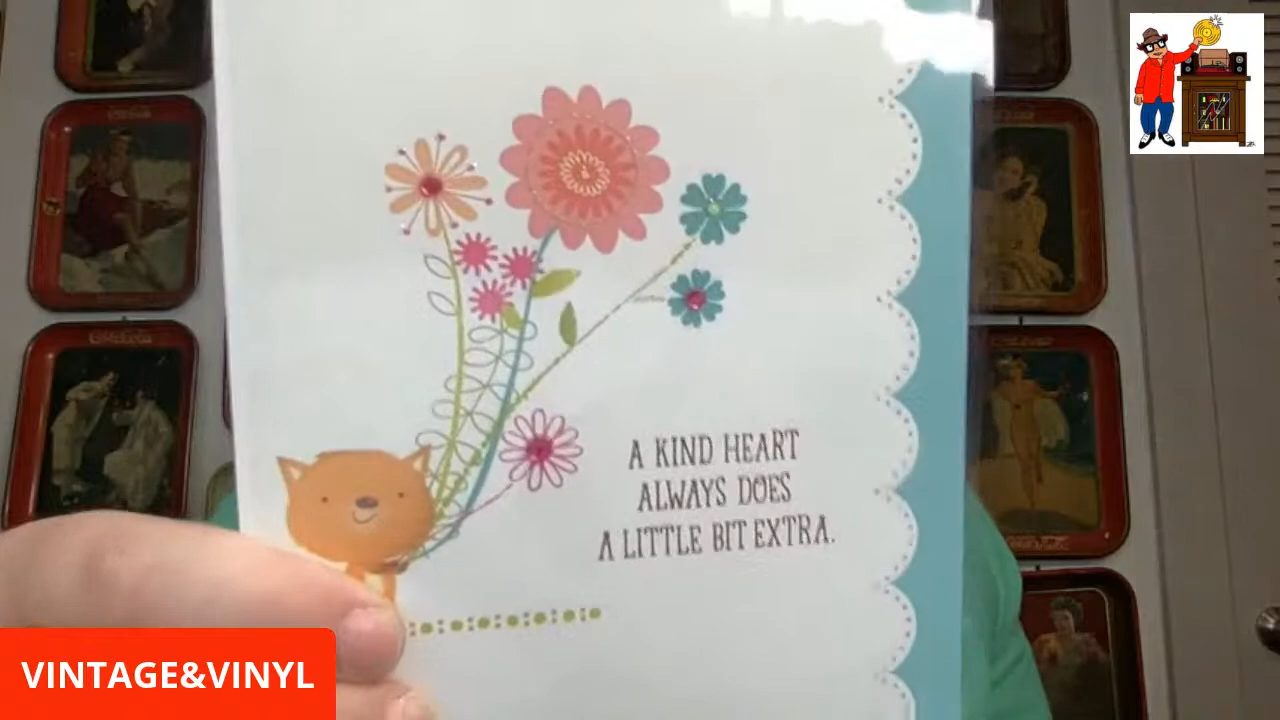 A KIND HEART
ALWAYS DOES
A LITTLE BIT EXTRA.
VINTAGE&VINYL